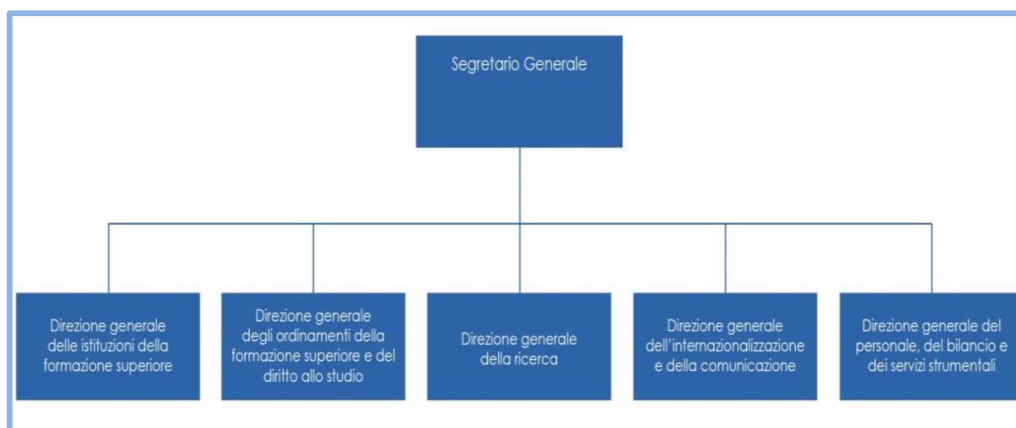 Segretario Generale
Direzione generale
delle istituzioni della
formazione superiore
Direzione generale
degli ordinamenti della
formazione superiore e del
diritto allo studio
Direzione generale
della ricerca
Direzione generale
dell'internazionalizzazione
e della comunicazione
Direzione generale del
personale, del bilancio e
dei servizi strumentali